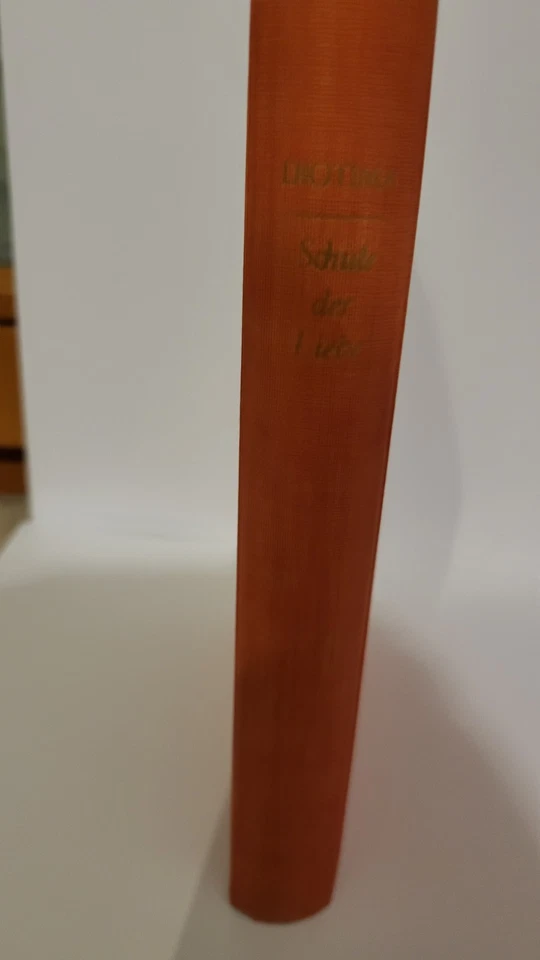 DIOTIMA
Schule
der
Liebe